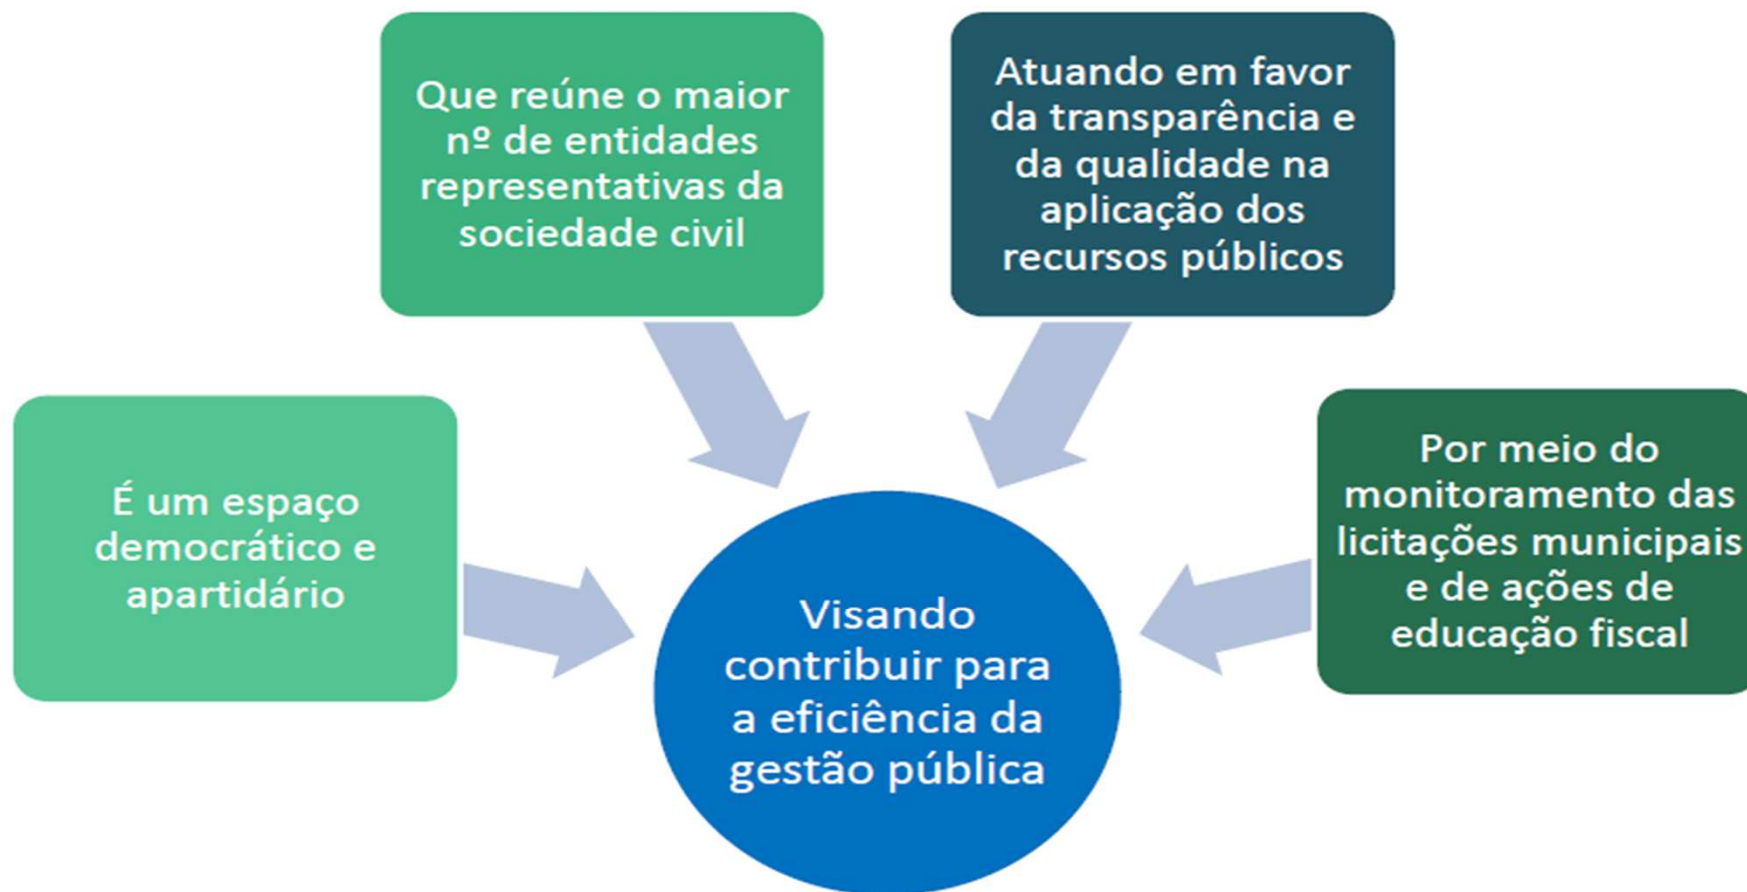 É um espaço
democrático e
apartidário
Que reúne o maior
nº de entidades
representativas da
sociedade civil
Atuando em favor
da transparência e
da qualidade na
aplicação dos
recursos públicos
Por meio do
monitoramento das
licitações municipais
e de ações de
educação fiscal
Visando
contribuir para
a eficiência da
gestão pública